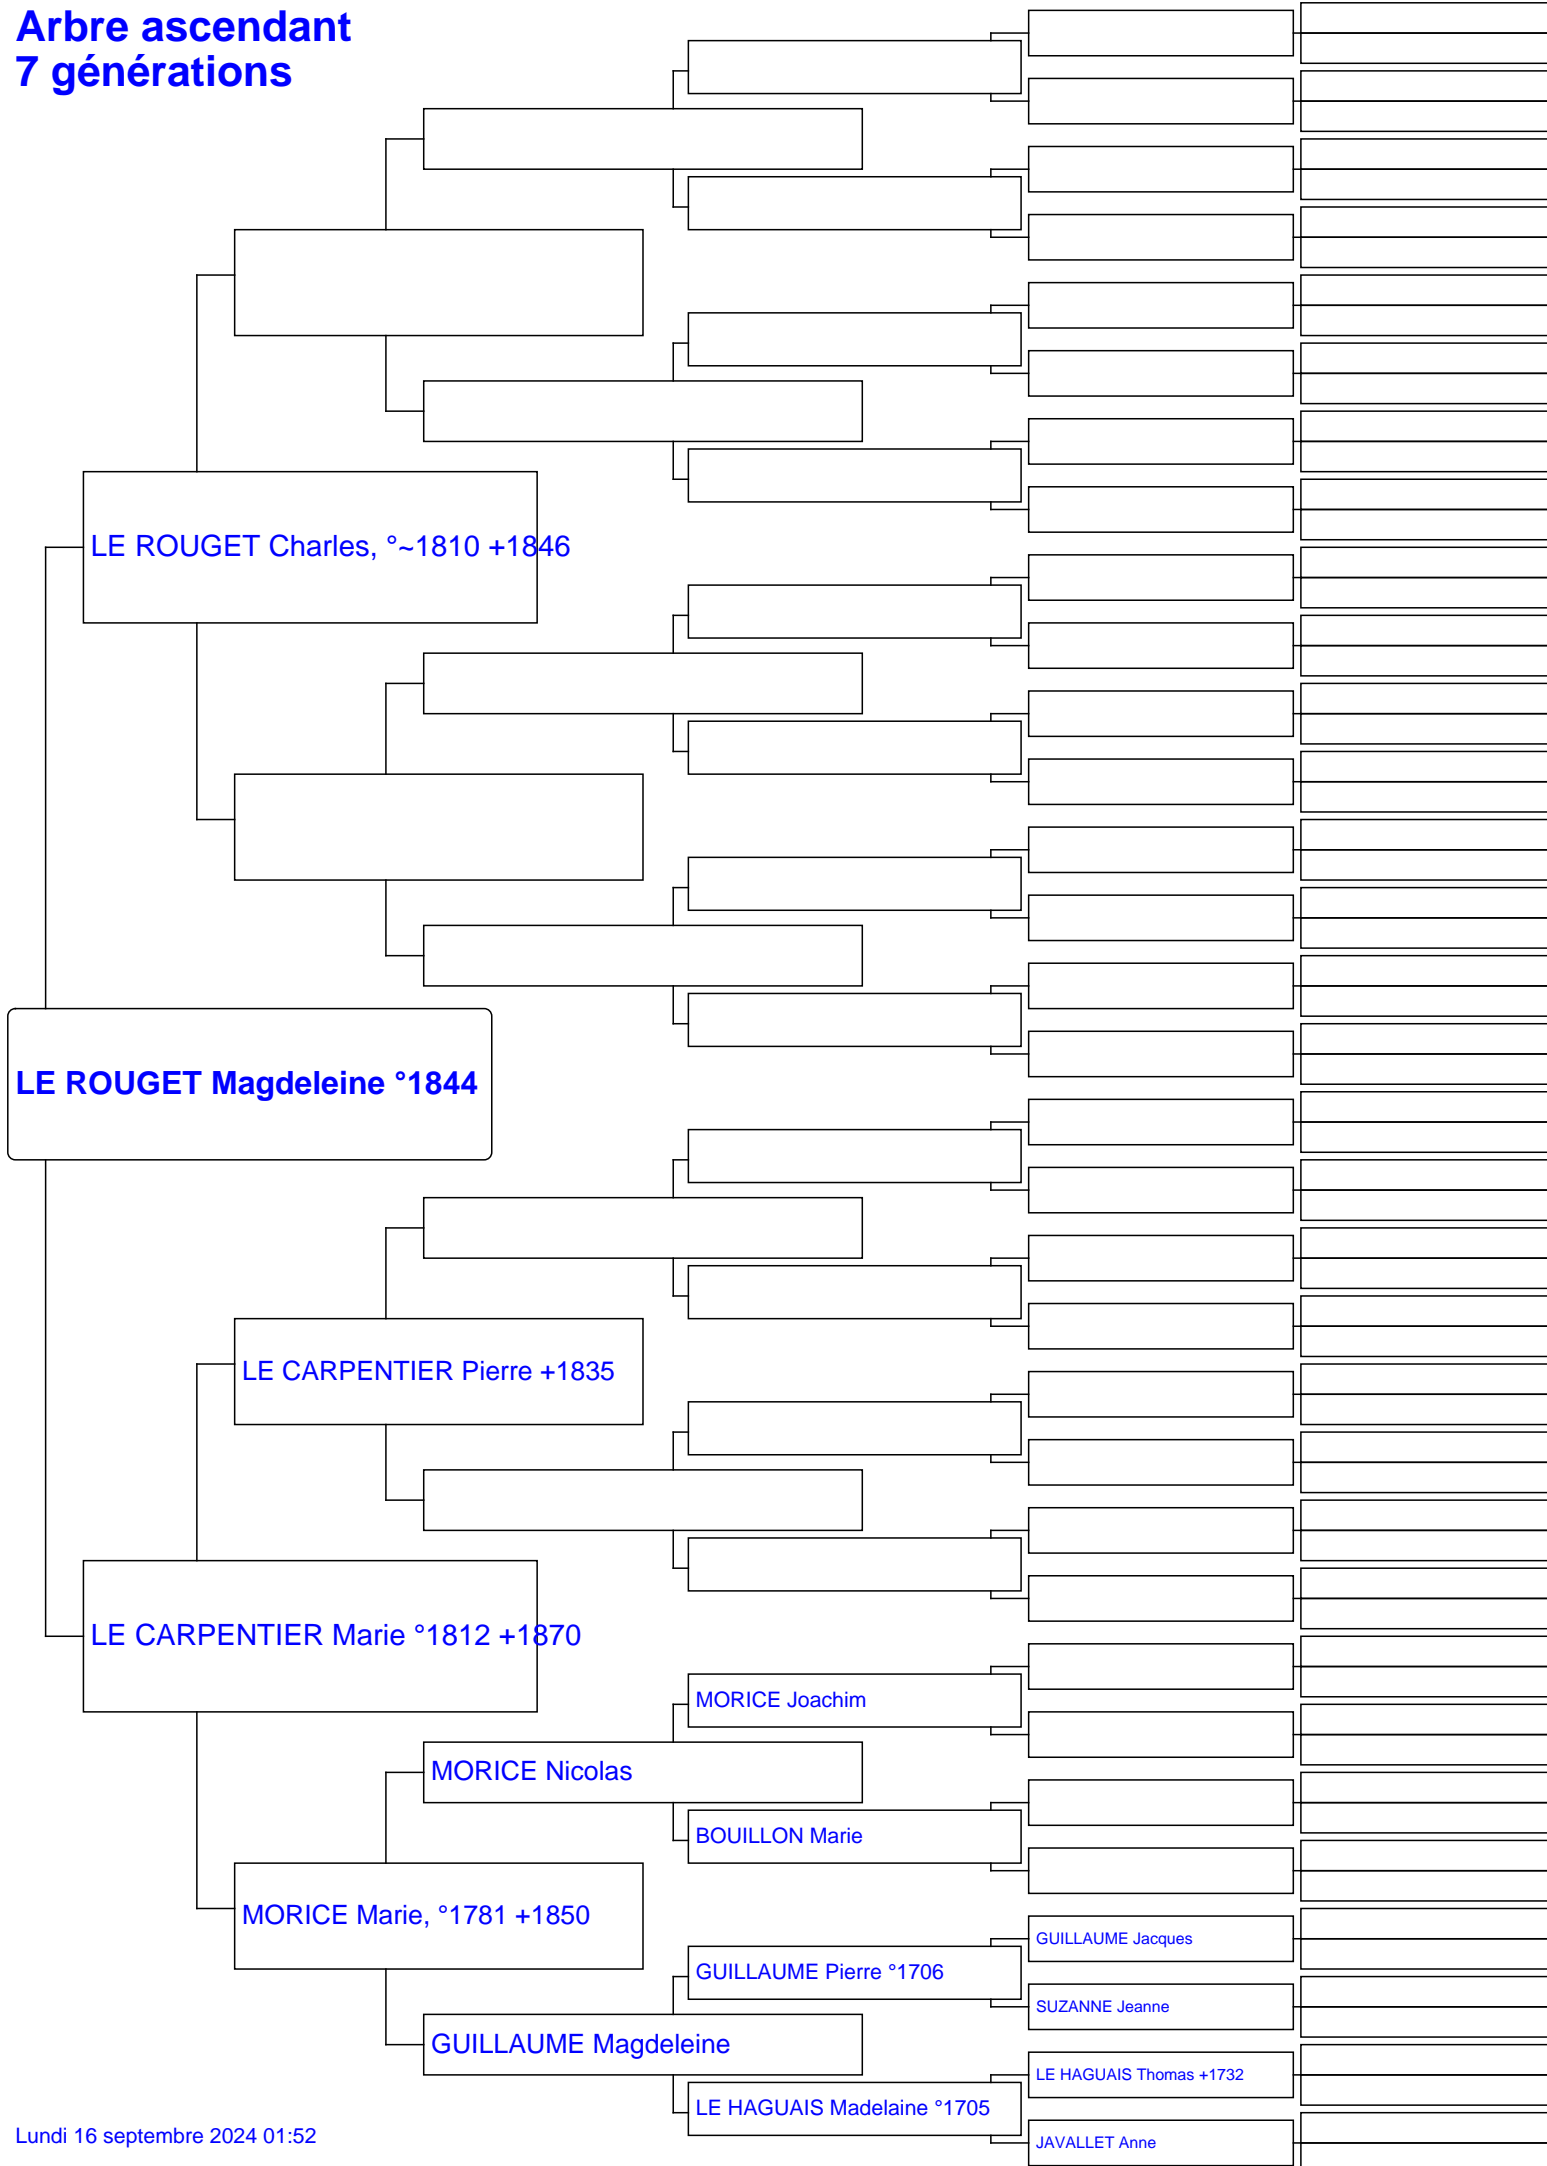 Arbre ascendant
7 générations
LE ROUGET Charles, °~1810 +1846
LE ROUGET Magdeleine °1844
LE CARPENTIER Pierre +1835
LE CARPENTIER Marie °1812 +1870
MORICE Joachim
MORICE Nicolas
BOUILLON Marie
MORICE Marie, °1781 +1850
GUILLAUME Jacques
GUILLAUME Pierre °1706
SUZANNE Jeanne
GUILLAUME Magdeleine
LE HAGUAIS Thomas +1732
LE HAGUAIS Madelaine °1705
JAVALLET Anne
Lundi 16 septembre 2024 01:52